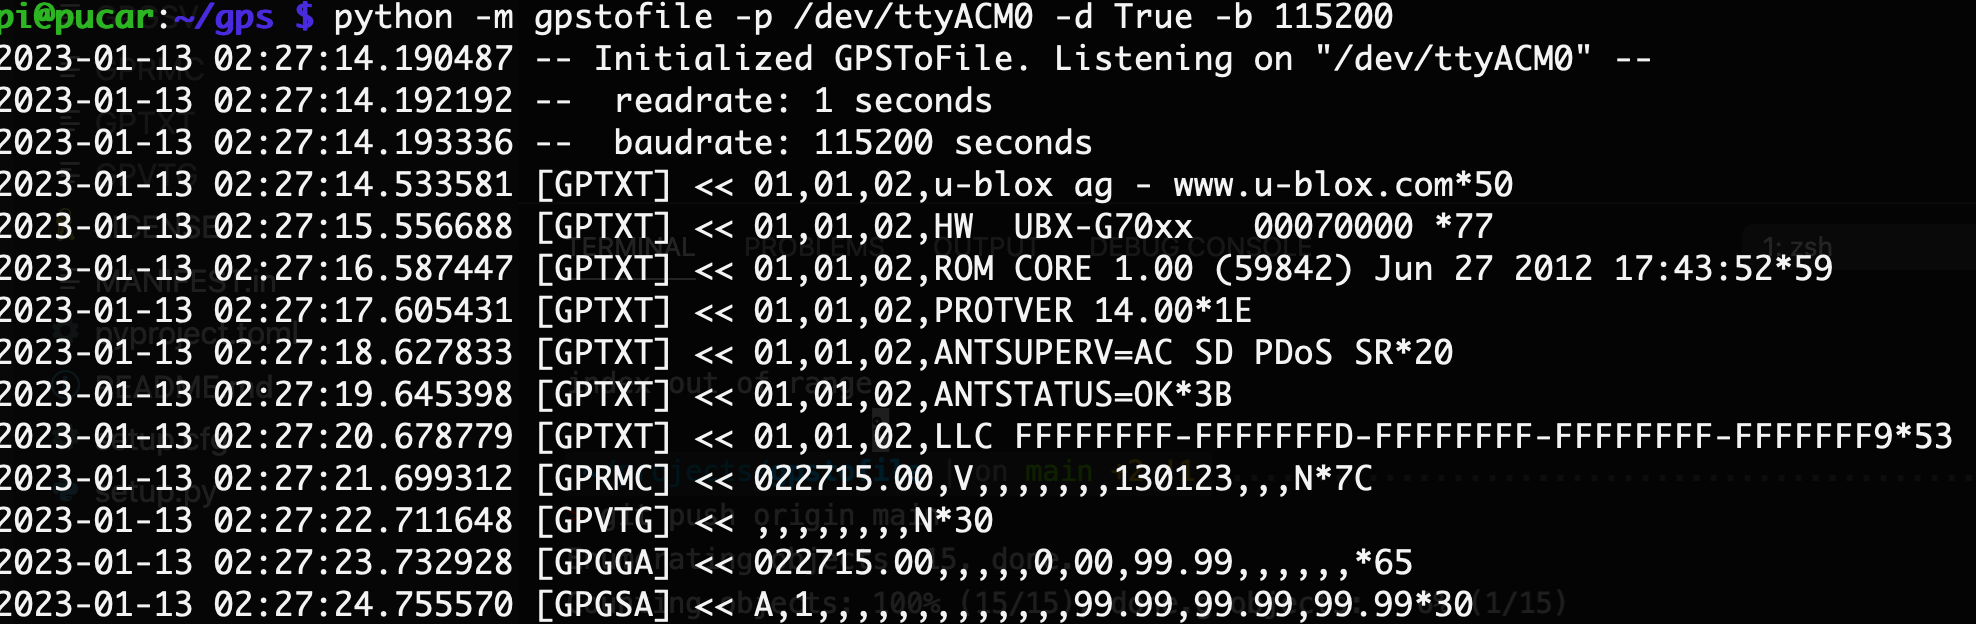 pi@pucar:~/gps $ python -m gpstofile -p /dev/ttyACM0 -d True -b 115200
2023-01-13 02:27:14.190487 -- Initialized GPSToFile. Listening on "/dev/ttyACM0" --
2023-01-13 02:27:14.192192 --  readrate: 1 seconds
2023-01-13 02:27:14.193336 --  baudrate: 115200 seconds
2023-01-13 02:27:14.533581 [GPTXT] << 01,01,02,u-blox ag - www.u-blox.com*50
2023-01-13 02:27:15.556688 [GPTXT] << 01,01,02,HW  UBX-G70xx   00070000 *77
2023-01-13 02:27:16.587447 [GPTXT] << 01,01,02,ROM CORE 1.00 (59842) Jun 27 2012 17:43:52*59
2023-01-13 02:27:17.605431 [GPTXT] << 01,01,02,PROTVER 14.00*1E
2023-01-13 02:27:18.627833 [GPTXT] << 01,01,02,ANTSUPERV=AC SD PDoS SR*20
2023-01-13 02:27:19.645398 [GPTXT] << 01,01,02,ANTSTATUS=OK*3B
2023-01-13 02:27:20.678779 [GPTXT] << 01,01,02,LLC FFFFFFFF-FFFFFFFD-FFFFFFFF-FFFFFFFF-FFFFFFF9*53
2023-01-13 02:27:21.699312 [GPRMC] << 022715.00,V,,,,,,,130123,,,N*7C
2023-01-13 02:27:22.711648 [GPVTG] << ,,,,,,,,N*30
2023-01-13 02:27:23.732928 [GPGGA] << 022715.00,,,,,0,00,99.99,,,,,,*65
2023-01-13 02:27:24.755570 [GPGSA] << A,1,,,,,,,,,,,,,99.99,99.99,99.99*30